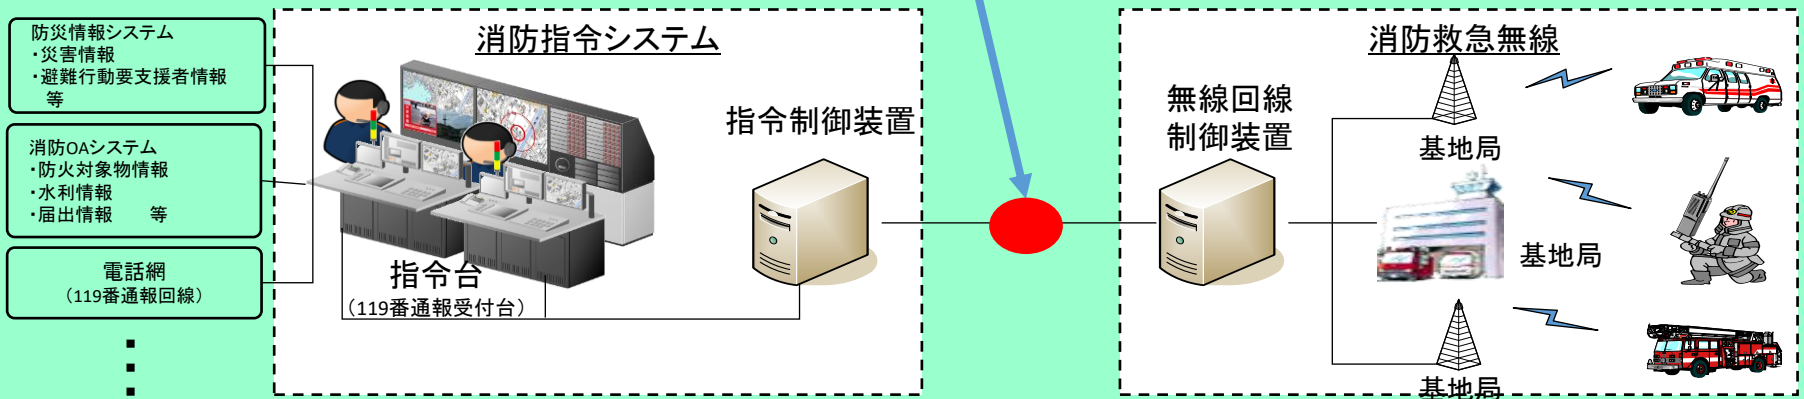 防災情報システム
・災害情報
・避難行動要支援者情報
等
消防OAシステム
・防火対象物情報
・水利情報
・届出情報　等
電話網
（119番通報回線）
消防指令システム
指令台
（119番通報受付台）
指令制御装置
消防救急無線
無線回線
制御装置
基地局
基地局
基地局